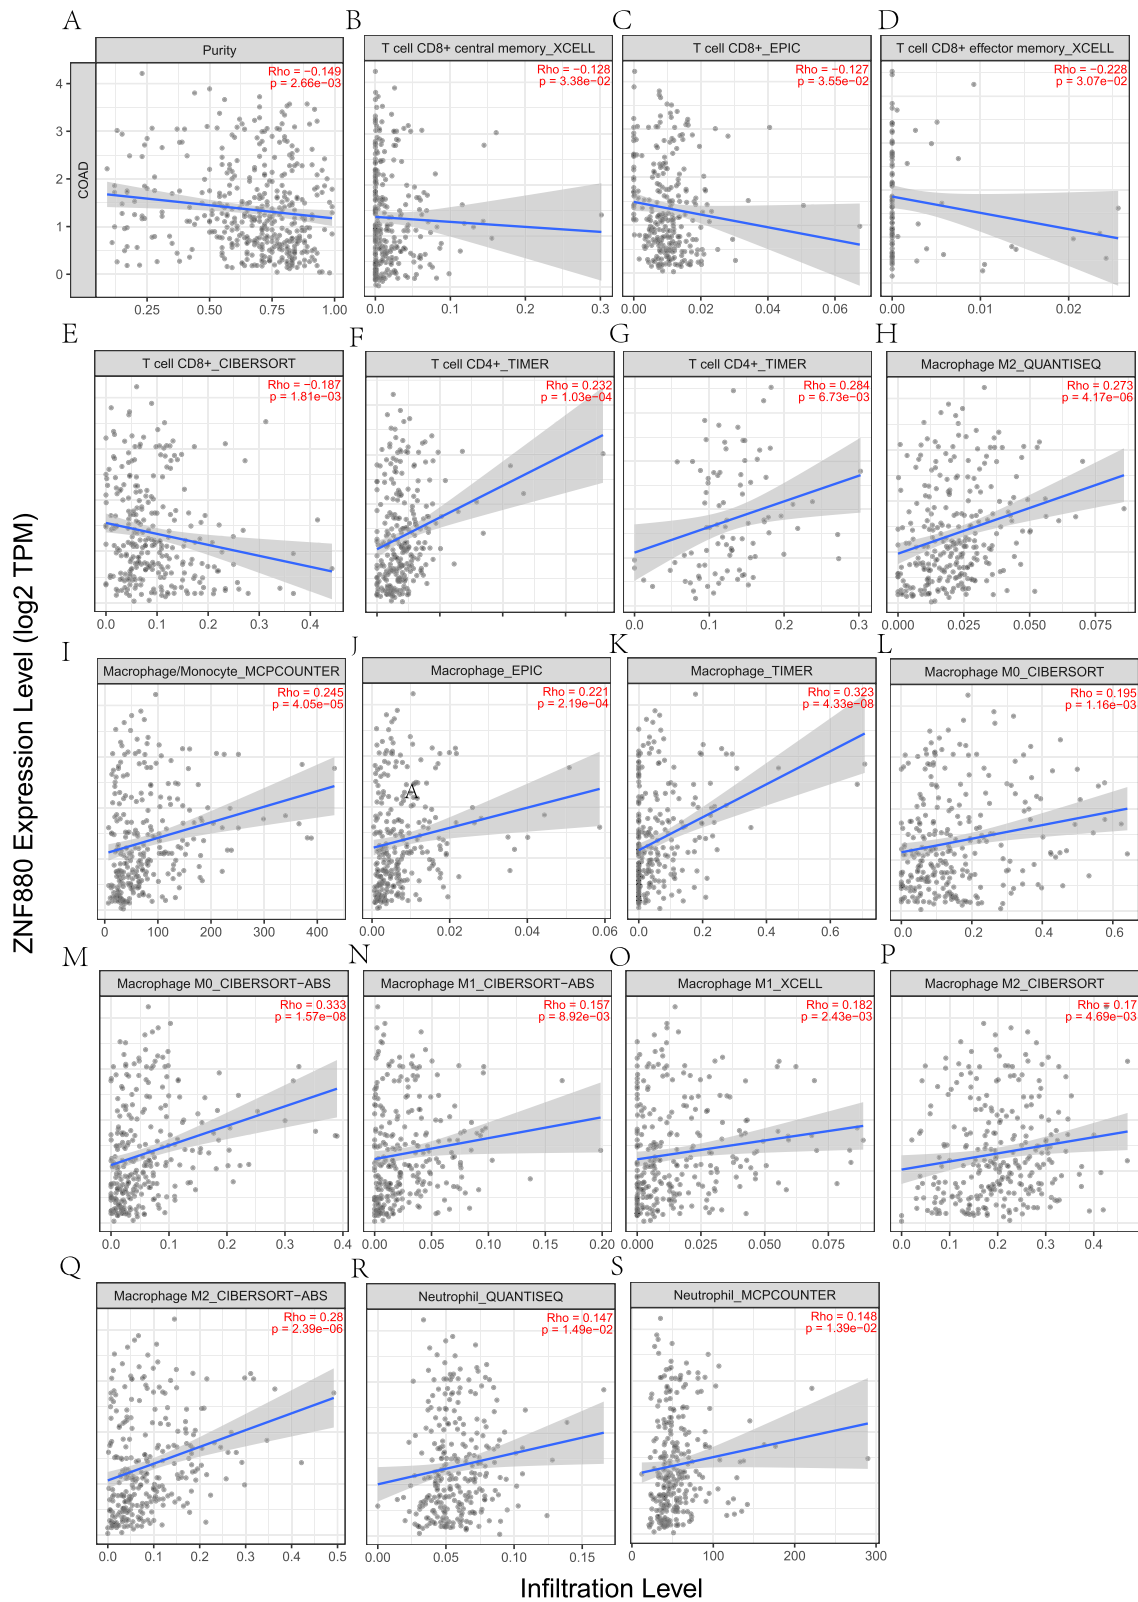 A
B
C
D
Purity
T cell CD8+ central memory_XCELL
T cell CD8+_EPIC
T cell CD8+ effector memory_XCELL
Rho = −0.149
p = 2.66e−03
Rho = −0.128
p = 3.38e−02
Rho = −0.127
p = 3.55e−02
Rho = −0.228
p = 3.07e−02
COAD
4
3
2
1
0
0.25 0.50 0.75 1.00
0.0 0.1 0.2 0.3
0.00 0.02 0.04 0.06
0.00 0.01 0.02
E
F
G
H
T cell CD8+_CIBERSORT
T cell CD4+_TIMER
T cell CD4+_TIMER
Macrophage M2_QUANTISEQ
Rho = −0.187
p = 1.81e−03
Rho = 0.232
p = 1.03e−04
Rho = 0.284
p = 6.73e−03
Rho = 0.273
p = 4.17e−06
0.0 0.1 0.2 0.3 0.4
0.0 0.1 0.2 0.3
0.000 0.025 0.050 0.075
ZNF880 Expression Level (log2 TPM)
I
J
K
L
Macrophage/Monocyte_MCPCOUNTER
Macrophage_EPIC
Macrophage_TIMER
Macrophage M0_CIBERSORT
Rho = 0.245
p = 4.05e−05
Rho = 0.221
p = 2.19e−04
Rho = 0.323
p = 4.33e−08
Rho = 0.195
p = 1.16e−03
A
0 100 200 300 400
0.00 0.02 0.04 0.06
0.0 0.2 0.4 0.6
0.0 0.2 0.4 0.6
M
N
O
P
Macrophage M0_CIBERSORT−ABS
Macrophage M1_CIBERSORT−ABS
Macrophage M1_XCELL
Macrophage M2_CIBERSORT
Rho = 0.333
p = 1.57e−08
Rho = 0.157
p = 8.92e−03
Rho = 0.182
p = 2.43e−03
Rho = 0.17
p = 4.69e−03
0.0 0.1 0.2 0.3 0.4
0.00 0.05 0.10 0.15 0.20
0.000 0.025 0.050 0.075
0.0 0.1 0.2 0.3 0.4
Q
R
S
Macrophage M2_CIBERSORT−ABS
Neutrophil_QUANTISEQ
Neutrophil_MCPCOUNTER
Rho = 0.28
p = 2.39e−06
Rho = 0.147
p = 1.49e−02
Rho = 0.148
p = 1.39e−02
0.0 0.1 0.2 0.3 0.4 0.5
0.00 0.05 0.10 0.15
0 100 200 300
Infiltration Level